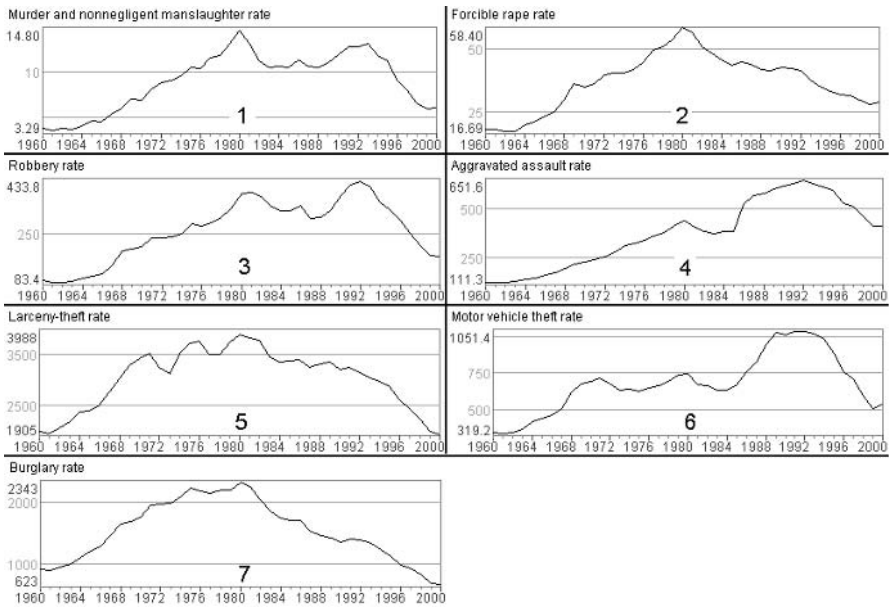 Murder and nonnegligent manslaughter rate
14.80
10
3.29
1
1960 1964 1968 1972 1976 1980 1984 1988 1992 1996 2000
Forcible rape rate
58.40
50
25
16.69
2
1960 1964 1968 1972 1976 1980 1984 1988 1992 1996 2000
Robbery rate
433.8
250
83.4
3
1960 1964 1968 1972 1976 1980 1984 1988 1992 1996 2000
Aggravated assault rate
651.6
500
250
111.3
4
1960 1964 1968 1972 1976 1980 1984 1988 1992 1996 2000
Larceny-theft rate
3988
3500
2500
1905
5
1960 1964 1968 1972 1976 1980 1984 1988 1992 1996 2000
Motor vehicle theft rate
1051.4
750
500
319.2
6
1960 1964 1968 1972 1976 1980 1984 1988 1992 1996 2000
Burglary rate
2343
2000
1000
623
7
1960 1964 1968 1972 1976 1980 1984 1988 1992 1996 2000